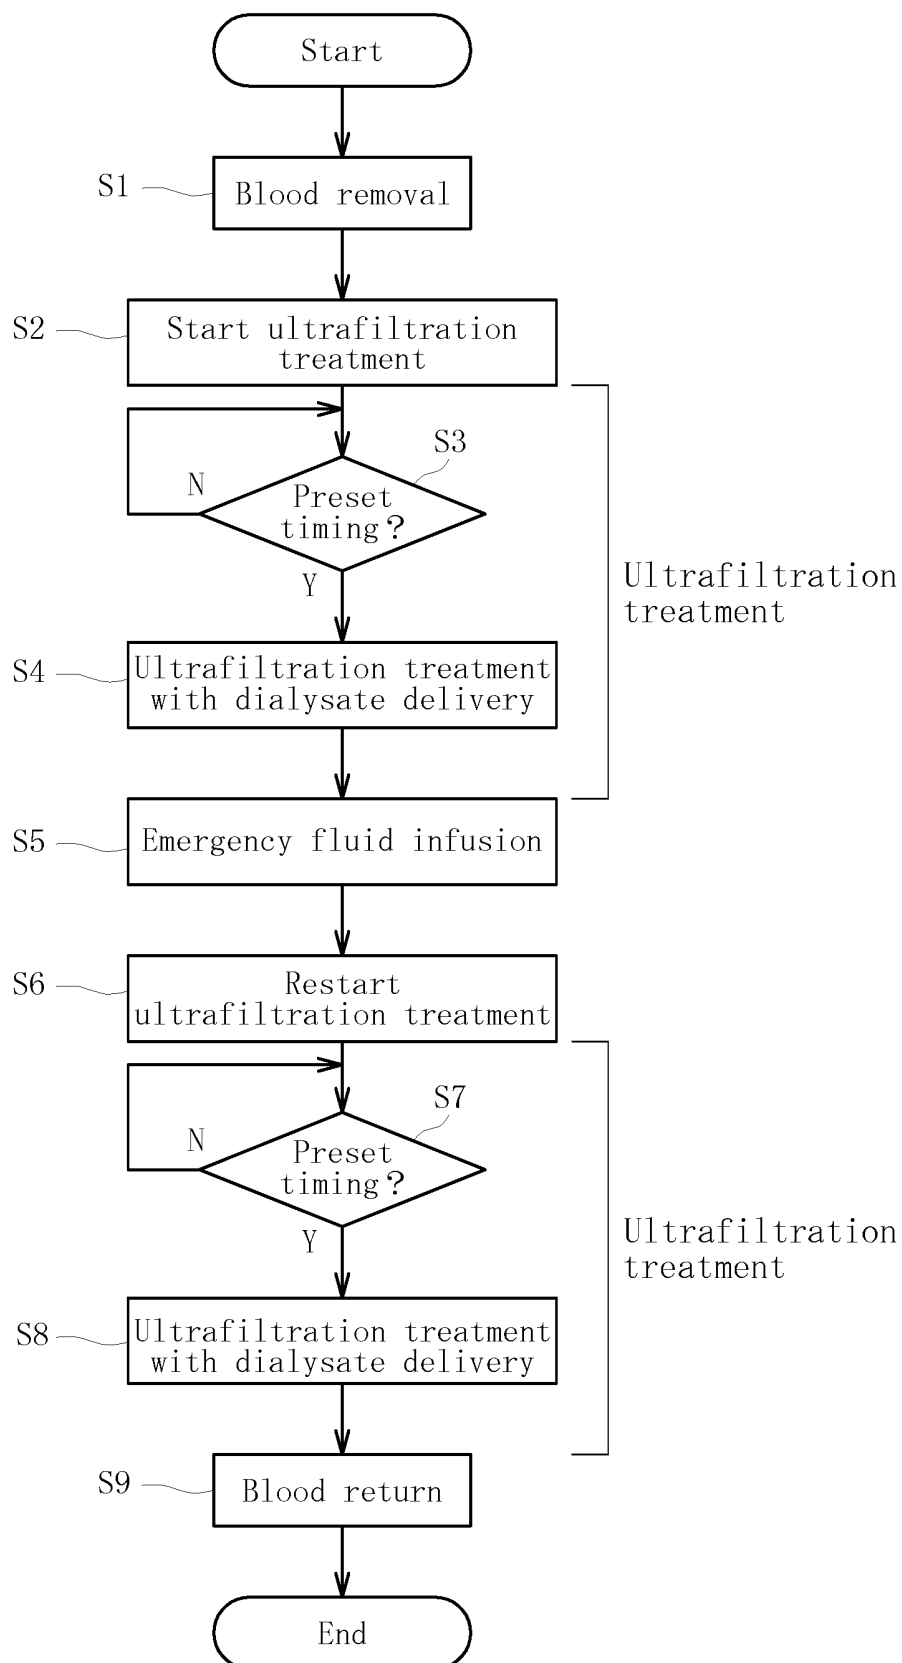 Start
S1
Blood removal
S2
Start ultrafiltration
treatment
S3
N
Preset
timing?
Y
Ultrafiltration
treatment
S4
Ultrafiltration treatment
with dialysate delivery
S5
Emergency fluid infusion
S6
Restart
ultrafiltration treatment
S7
N
Preset
timing?
Y
Ultrafiltration
treatment
S8
Ultrafiltration treatment
with dialysate delivery
S9
Blood return
End